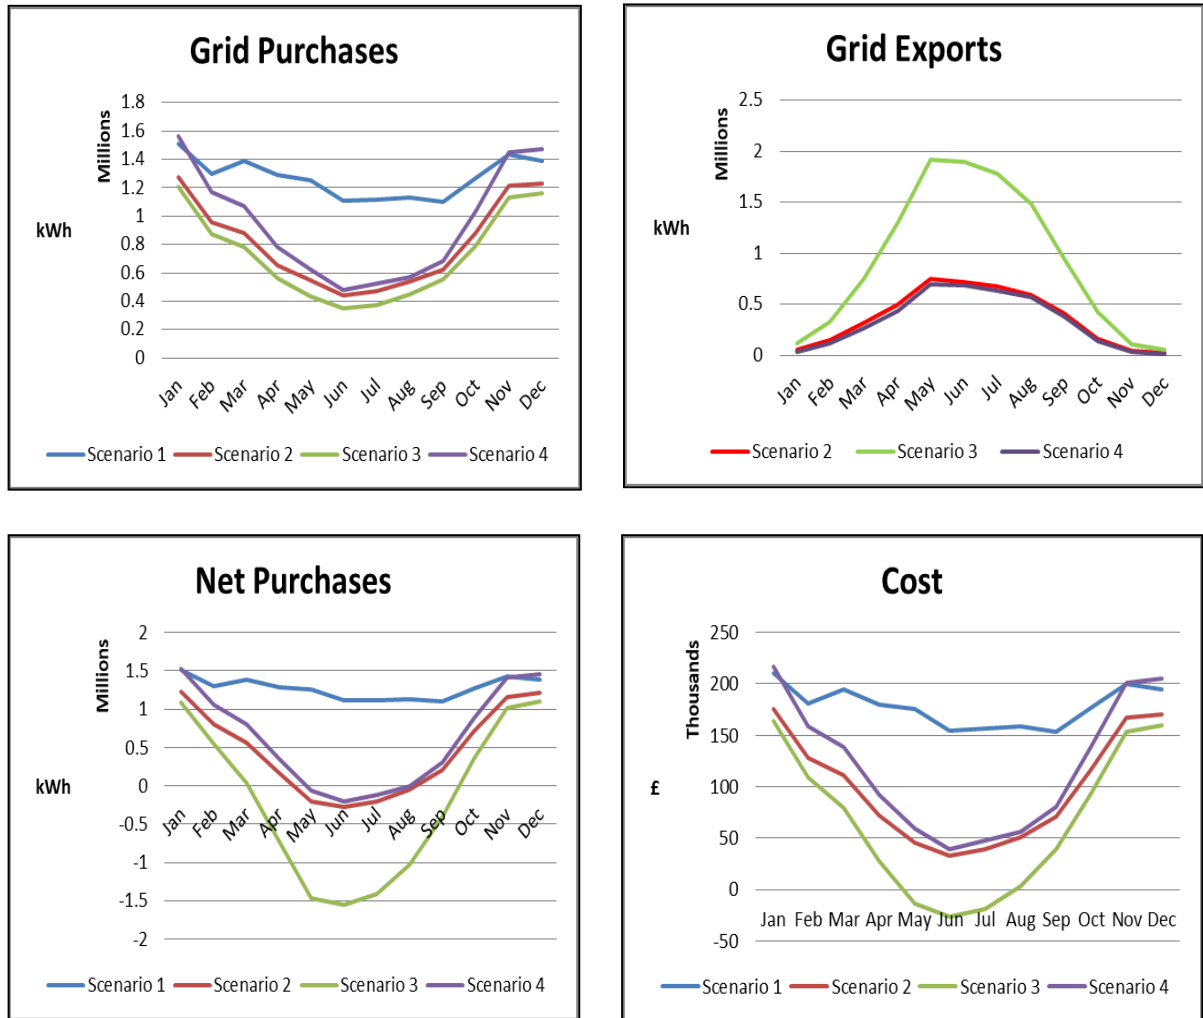 Grid Purchases
Millions
kWh
1.8
1.6
1.4
1.2
1
0.8
0.6
0.4
0.2
0
Jan Feb Mar Apr May Jun Jul Aug Sep Oct Nov Dec
Scenario 1 Scenario 2 Scenario 3 Scenario 4
Grid Exports
Millions
kWh
2.5
2
1.5
1
0.5
0
Jan Feb Mar Apr May Jun Jul Aug Sep Oct Nov Dec
Scenario 2 Scenario 3 Scenario 4
Net Purchases
Millions
kWh
2
1.5
1
0.5
0
-0.5
-1
-1.5
-2
Jan Feb Mar Apr May Jun Jul Aug Sep Oct Nov Dec
Scenario 1 Scenario 2 Scenario 3 Scenario 4
Cost
Thousands
£
250
200
150
100
50
0
-50
Jan Feb Mar Apr May Jun Jul Aug Sep Oct Nov Dec
Scenario 1 Scenario 2 Scenario 3 Scenario 4